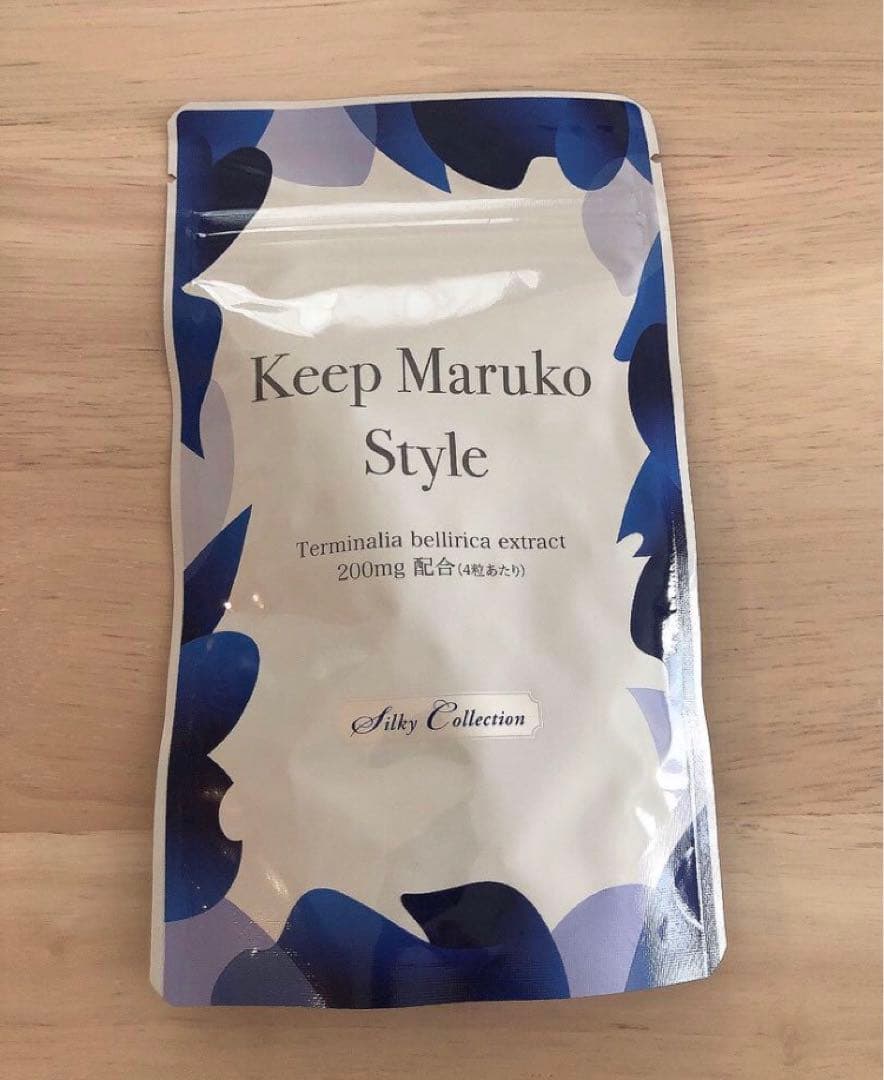 Keep Maruko
Style
Terminalia bellirica extract
200mg 配合(4粒あたり)
Silky Collection